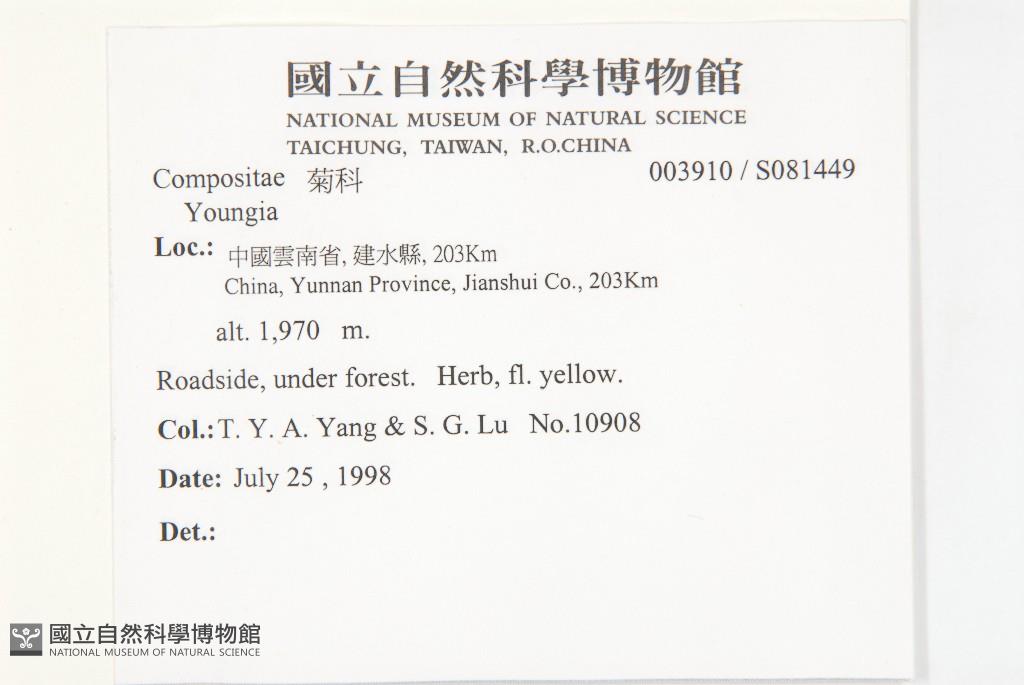 國立自然科學博物館
NATIONAL MUSEUM OF NATURAL SCIENCE
TAICHUNG, TAIWAN, R.O.CHINA
Compositae 菊科 003910 / S081449
Youngia
Loc.: 中國雲南省, 建水縣, 203Km
China, Yunnan Province, Jianshui Co., 203Km
alt. 1,970 m.
Roadside, under forest. Herb, fl. yellow.
Col.: T. Y. A. Yang & S. G. Lu No.10908
Date: July 25 , 1998
Det.:
國立自然科學博物館
NATIONAL MUSEUM OF NATURAL SCIENCE